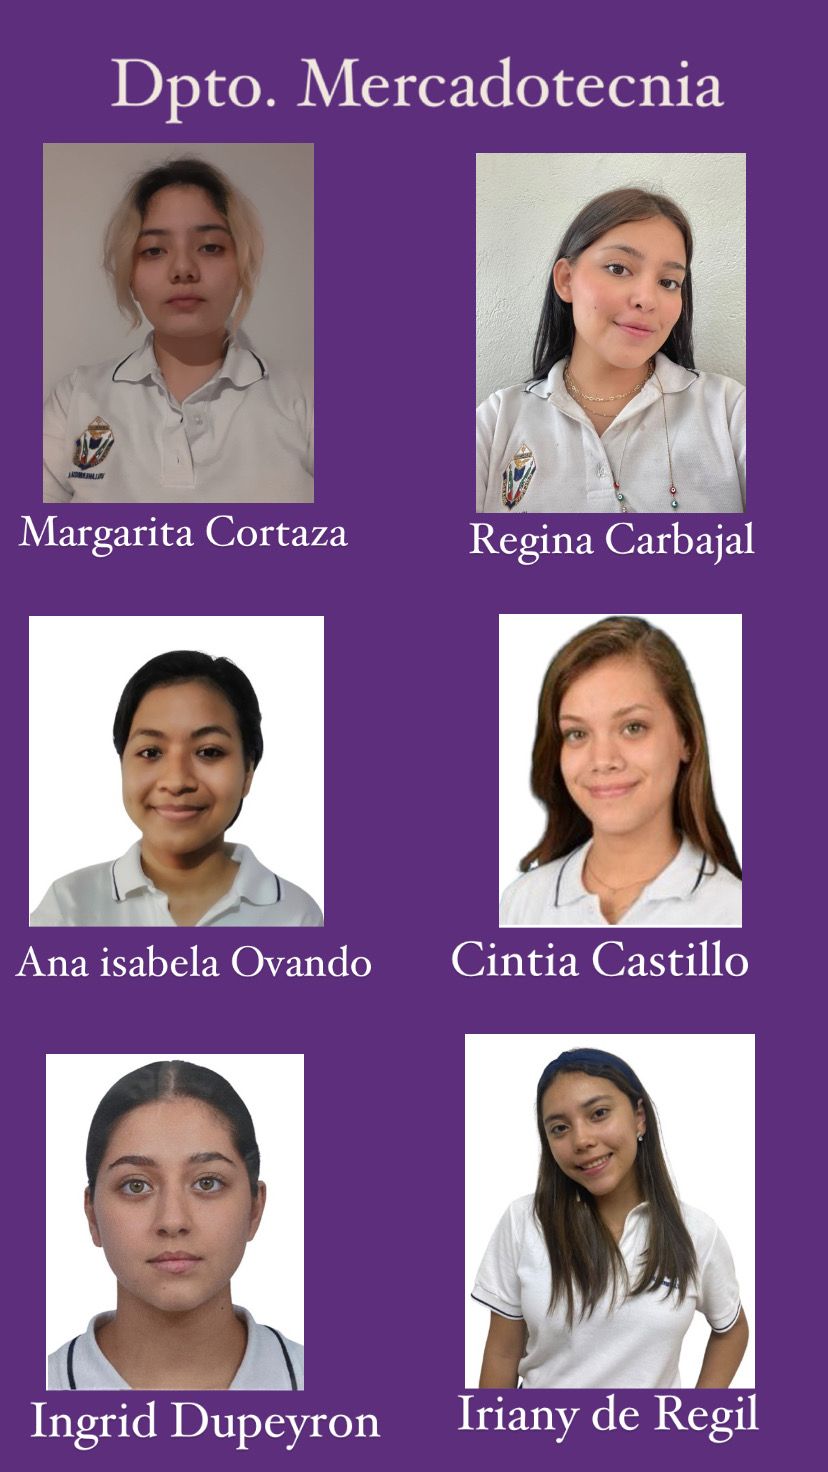 Dpto. Mercadotecnia
Margarita Cortaza
Regina Carbajal
Ana isabela Ovando
Cintia Castillo
Ingrid Dupeyron
Iriany de Regil